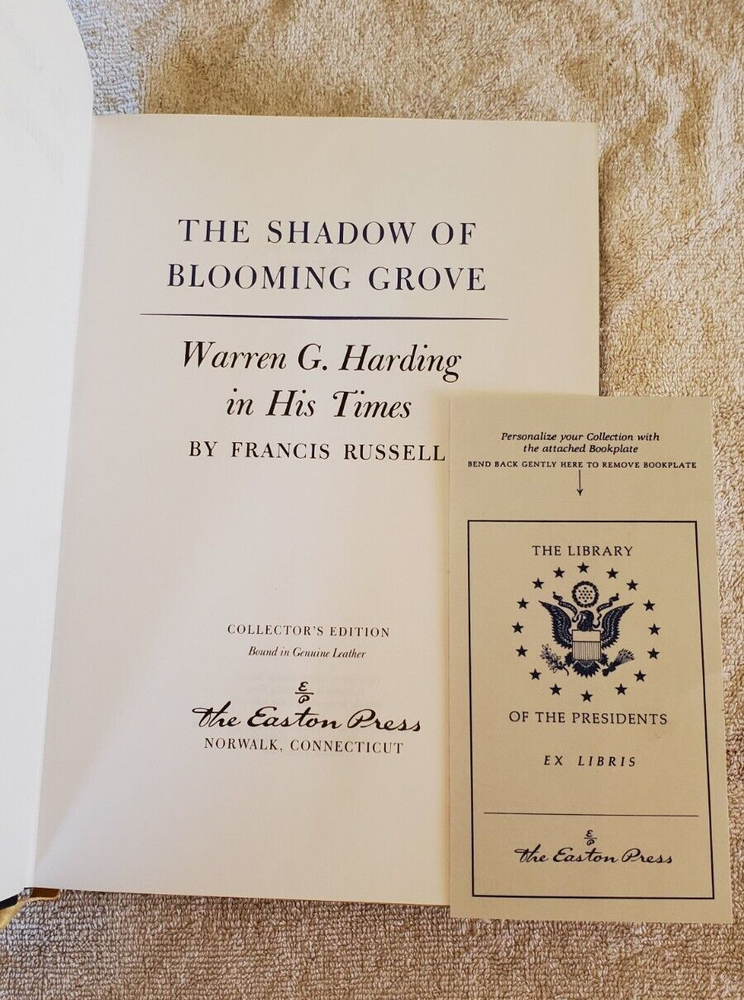 THE SHADOW OF
BLOOMING GROVE
Warren G. Harding
in His Times
BY FRANCIS RUSSELL
COLLECTOR'S EDITION
Bound in Genuine Leather
EP
The Easton Press
NORWALK, CONNECTICUT
Personalize your Collection with
the attached Bookplate
BEND BACK GENTLY HERE TO REMOVE BOOKPLATE
THE LIBRARY
OF THE PRESIDENTS
EX LIBRIS
EP
The Easton Press